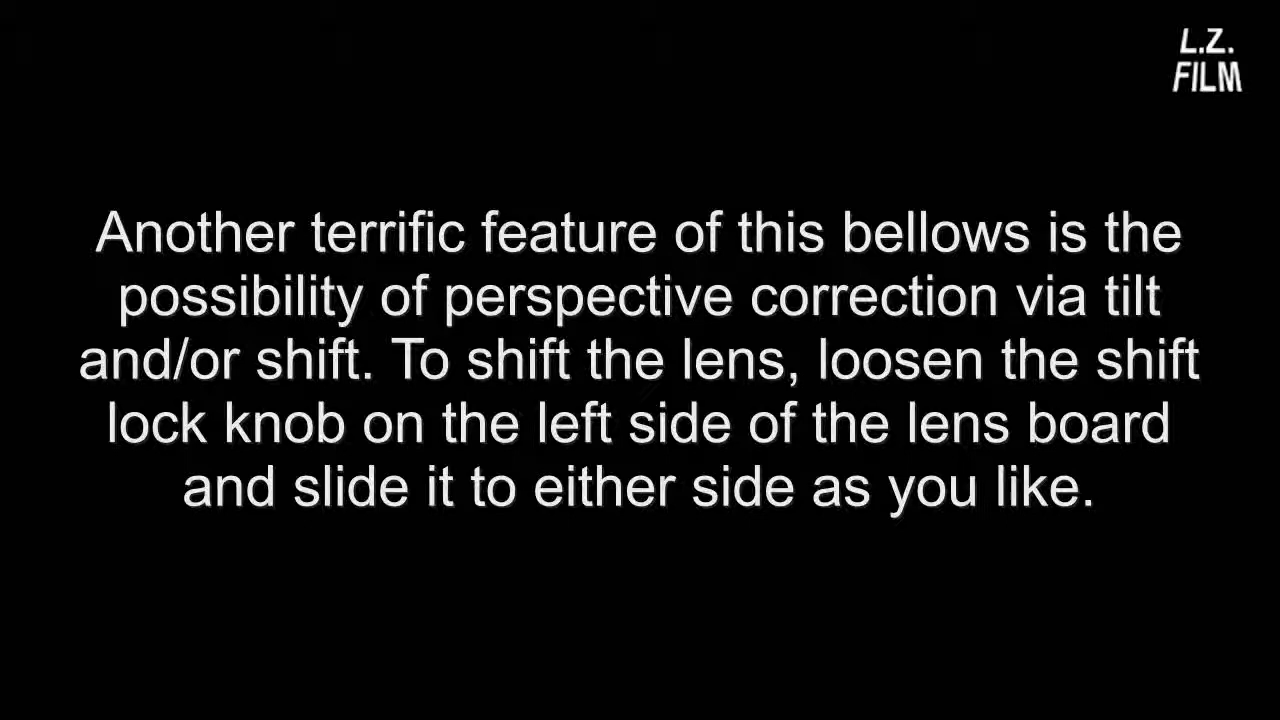 L.Z.
FILM
Another terrific feature of this bellows is the
possibility of perspective correction via tilt
and/or shift. To shift the lens, loosen the shift
lock knob on the left side of the lens board
and slide it to either side as you like.